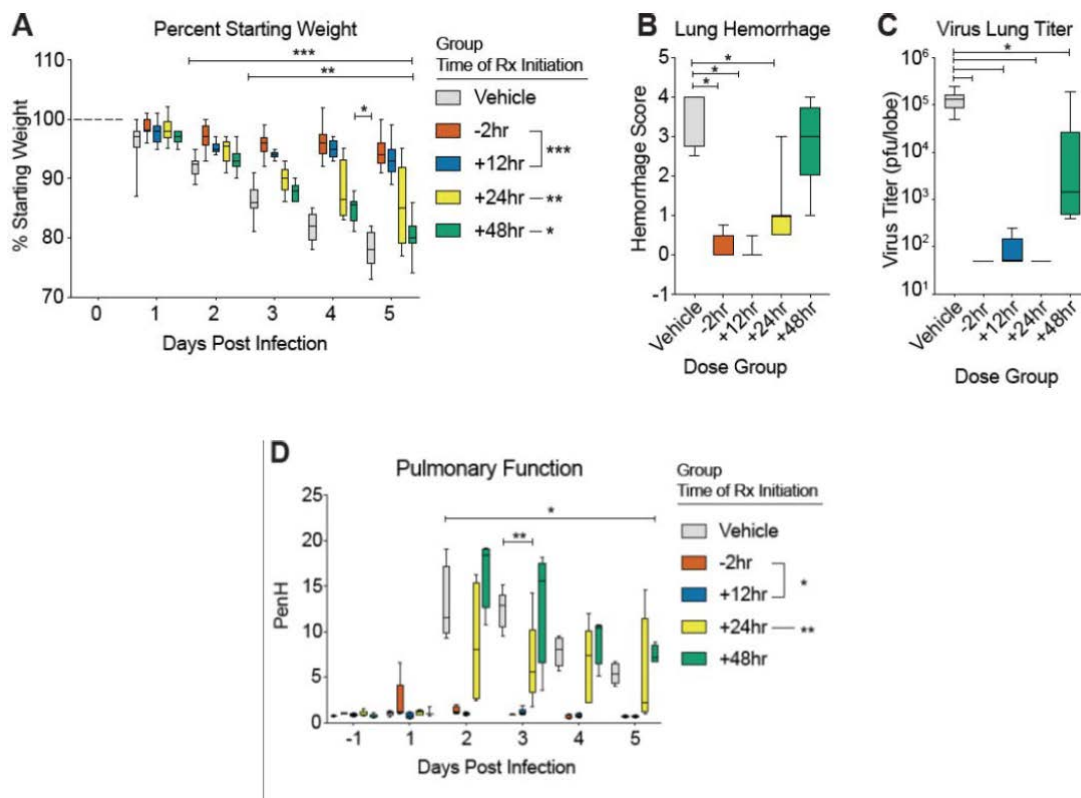 A
Percent Starting Weight
% Starting Weight
110
100
90
80
70
***
**
*
0 1 2 3 4 5
Days Post Infection
Group
Time of Rx Initiation
Vehicle
-2hr
+12hr
***
+24hr **
+48hr *
B
Lung Hemorrhage
Hemorrhage Score
5
4
3
2
1
0
-1
*
*
*
Vehicle
-2hr
+12hr
+24hr
+48hr
Dose Group
C
Virus Lung Titer
Virus Titer (pfu/lobe)
10⁶
10⁵
10⁴
10³
10²
10¹
*
Vehicle
-2hr
+12hr
+24hr
+48hr
Dose Group
D
Pulmonary Function
PenH
25
20
15
10
5
0
*
**
-1 1 2 3 4 5
Days Post Infection
Group
Time of Rx Initiation
Vehicle
-2hr
+12hr
*
+24hr **
+48hr